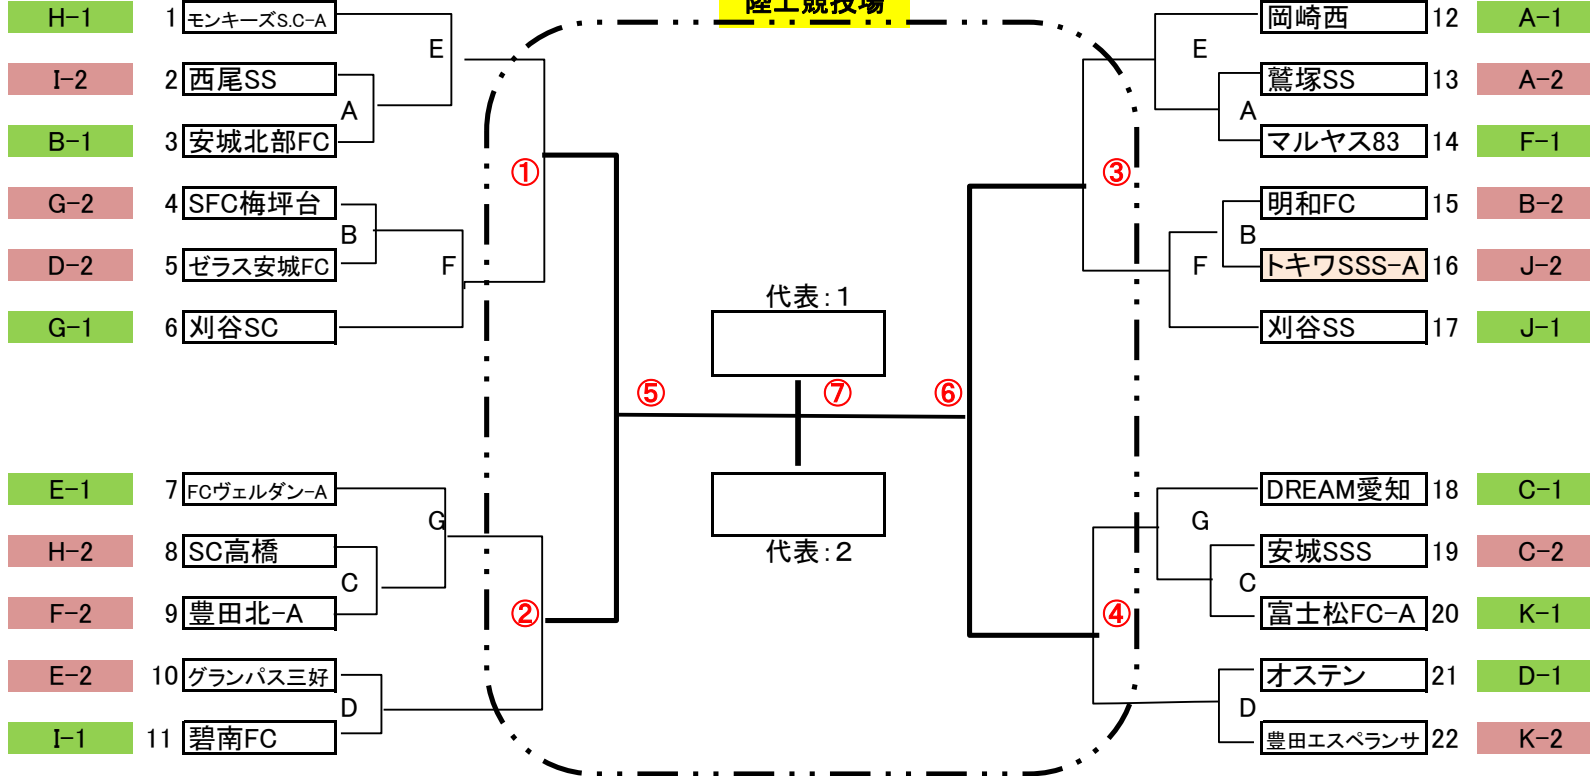 陸上競技場
H-1 1 モンキーズS.C-A
E
I-2 2 西尾SS
A
B-1 3 安城北部FC
①
G-2 4 SFC梅坪台
B
D-2 5 ゼラス安城FC
F
G-1 6 刈谷SC
E-1 7 FCヴェルダン-A
G
H-2 8 SC高橋
C
F-2 9 豊田北-A
②
E-2 10 グランパス三好
D
I-1 11 碧南FC
代表:1
⑤ ⑦ ⑥
代表:2
岡崎西 12 A-1
E
鷲塚SS 13 A-2
A
マルヤス83 14 F-1
③
明和FC 15 B-2
B
トキワSSS-A 16 J-2
F
刈谷SS 17 J-1
DREAM愛知 18 C-1
G
安城SSS 19 C-2
C
富士松FC-A 20 K-1
④
オステン 21 D-1
D
豊田エスペランサ 22 K-2